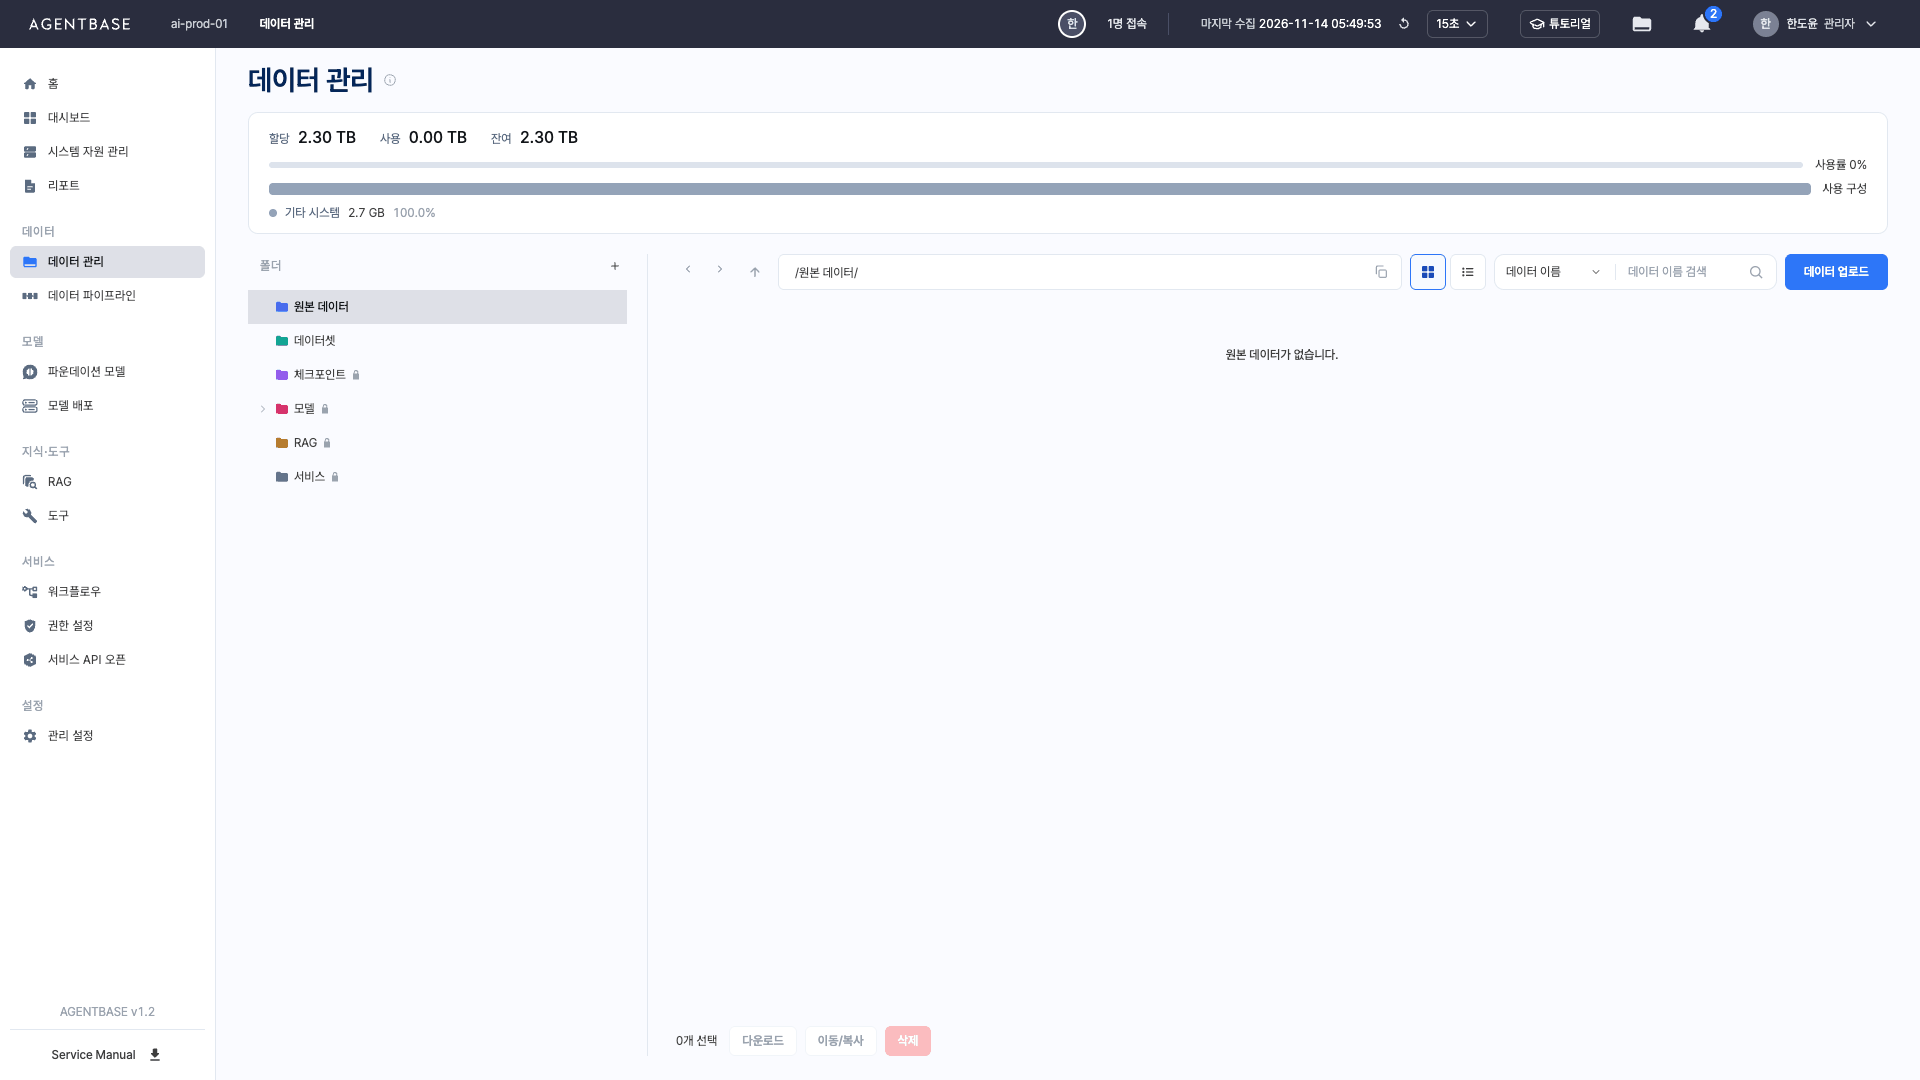 AGENTBASE
ai-prod-01
데이터 관리
한
1명 접속
마지막 수집 2026-11-14 05:49:53
15초
튜토리얼
2
한
한도윤 관리자
홈
대시보드
시스템 자원 관리
리포트
데이터
데이터 관리
데이터 파이프라인
모델
파운데이션 모델
모델 배포
지식·도구
RAG
도구
서비스
워크플로우
권한 설정
서비스 API 오픈
설정
관리 설정
AGENTBASE v1.2
Service Manual
데이터 관리
할당 2.30 TB 사용 0.00 TB 잔여 2.30 TB
사용률 0%
사용 구성
기타 시스템 2.7 GB 100.0%
폴더
원본 데이터
데이터셋
체크포인트
모델
RAG
서비스
/원본 데이터/
데이터 이름
데이터 이름 검색
데이터 업로드
원본 데이터가 없습니다.
0개 선택
다운로드
이동/복사
삭제